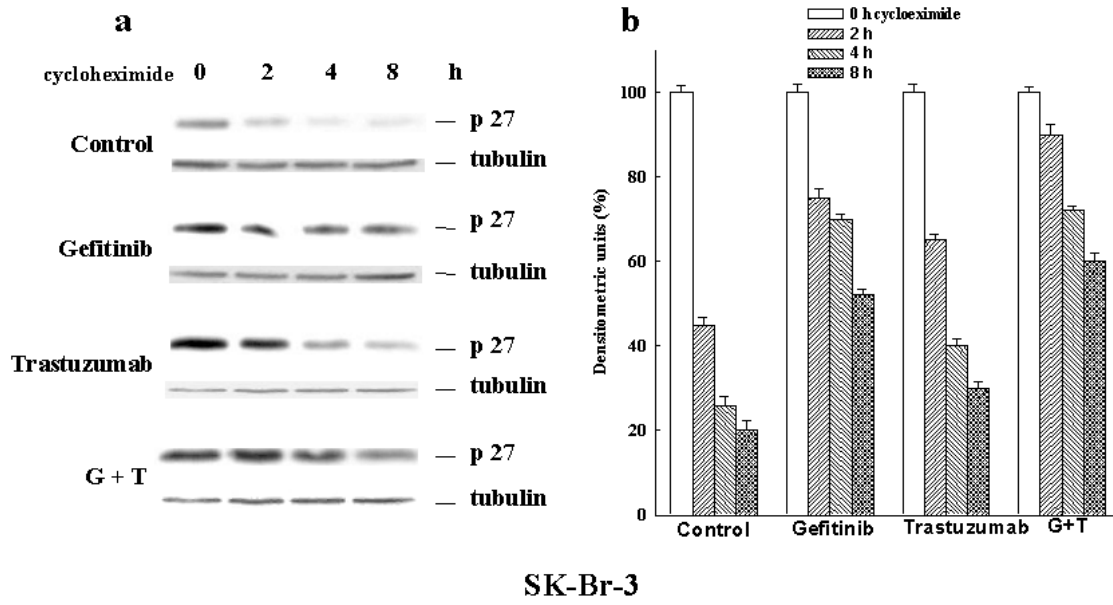 a
cycloheximide 0 2 4 8 h
Control
— p 27
— tubulin
Gefitinib
— p 27
— tubulin
Trastuzumab
— p 27
— tubulin
G + T
— p 27
— tubulin
b
0 h cycloeximide
2 h
4 h
8 h
Densitometric units (%)
100
80
60
40
20
0
Control Gefitinib Trastuzumab G+T
SK-Br-3